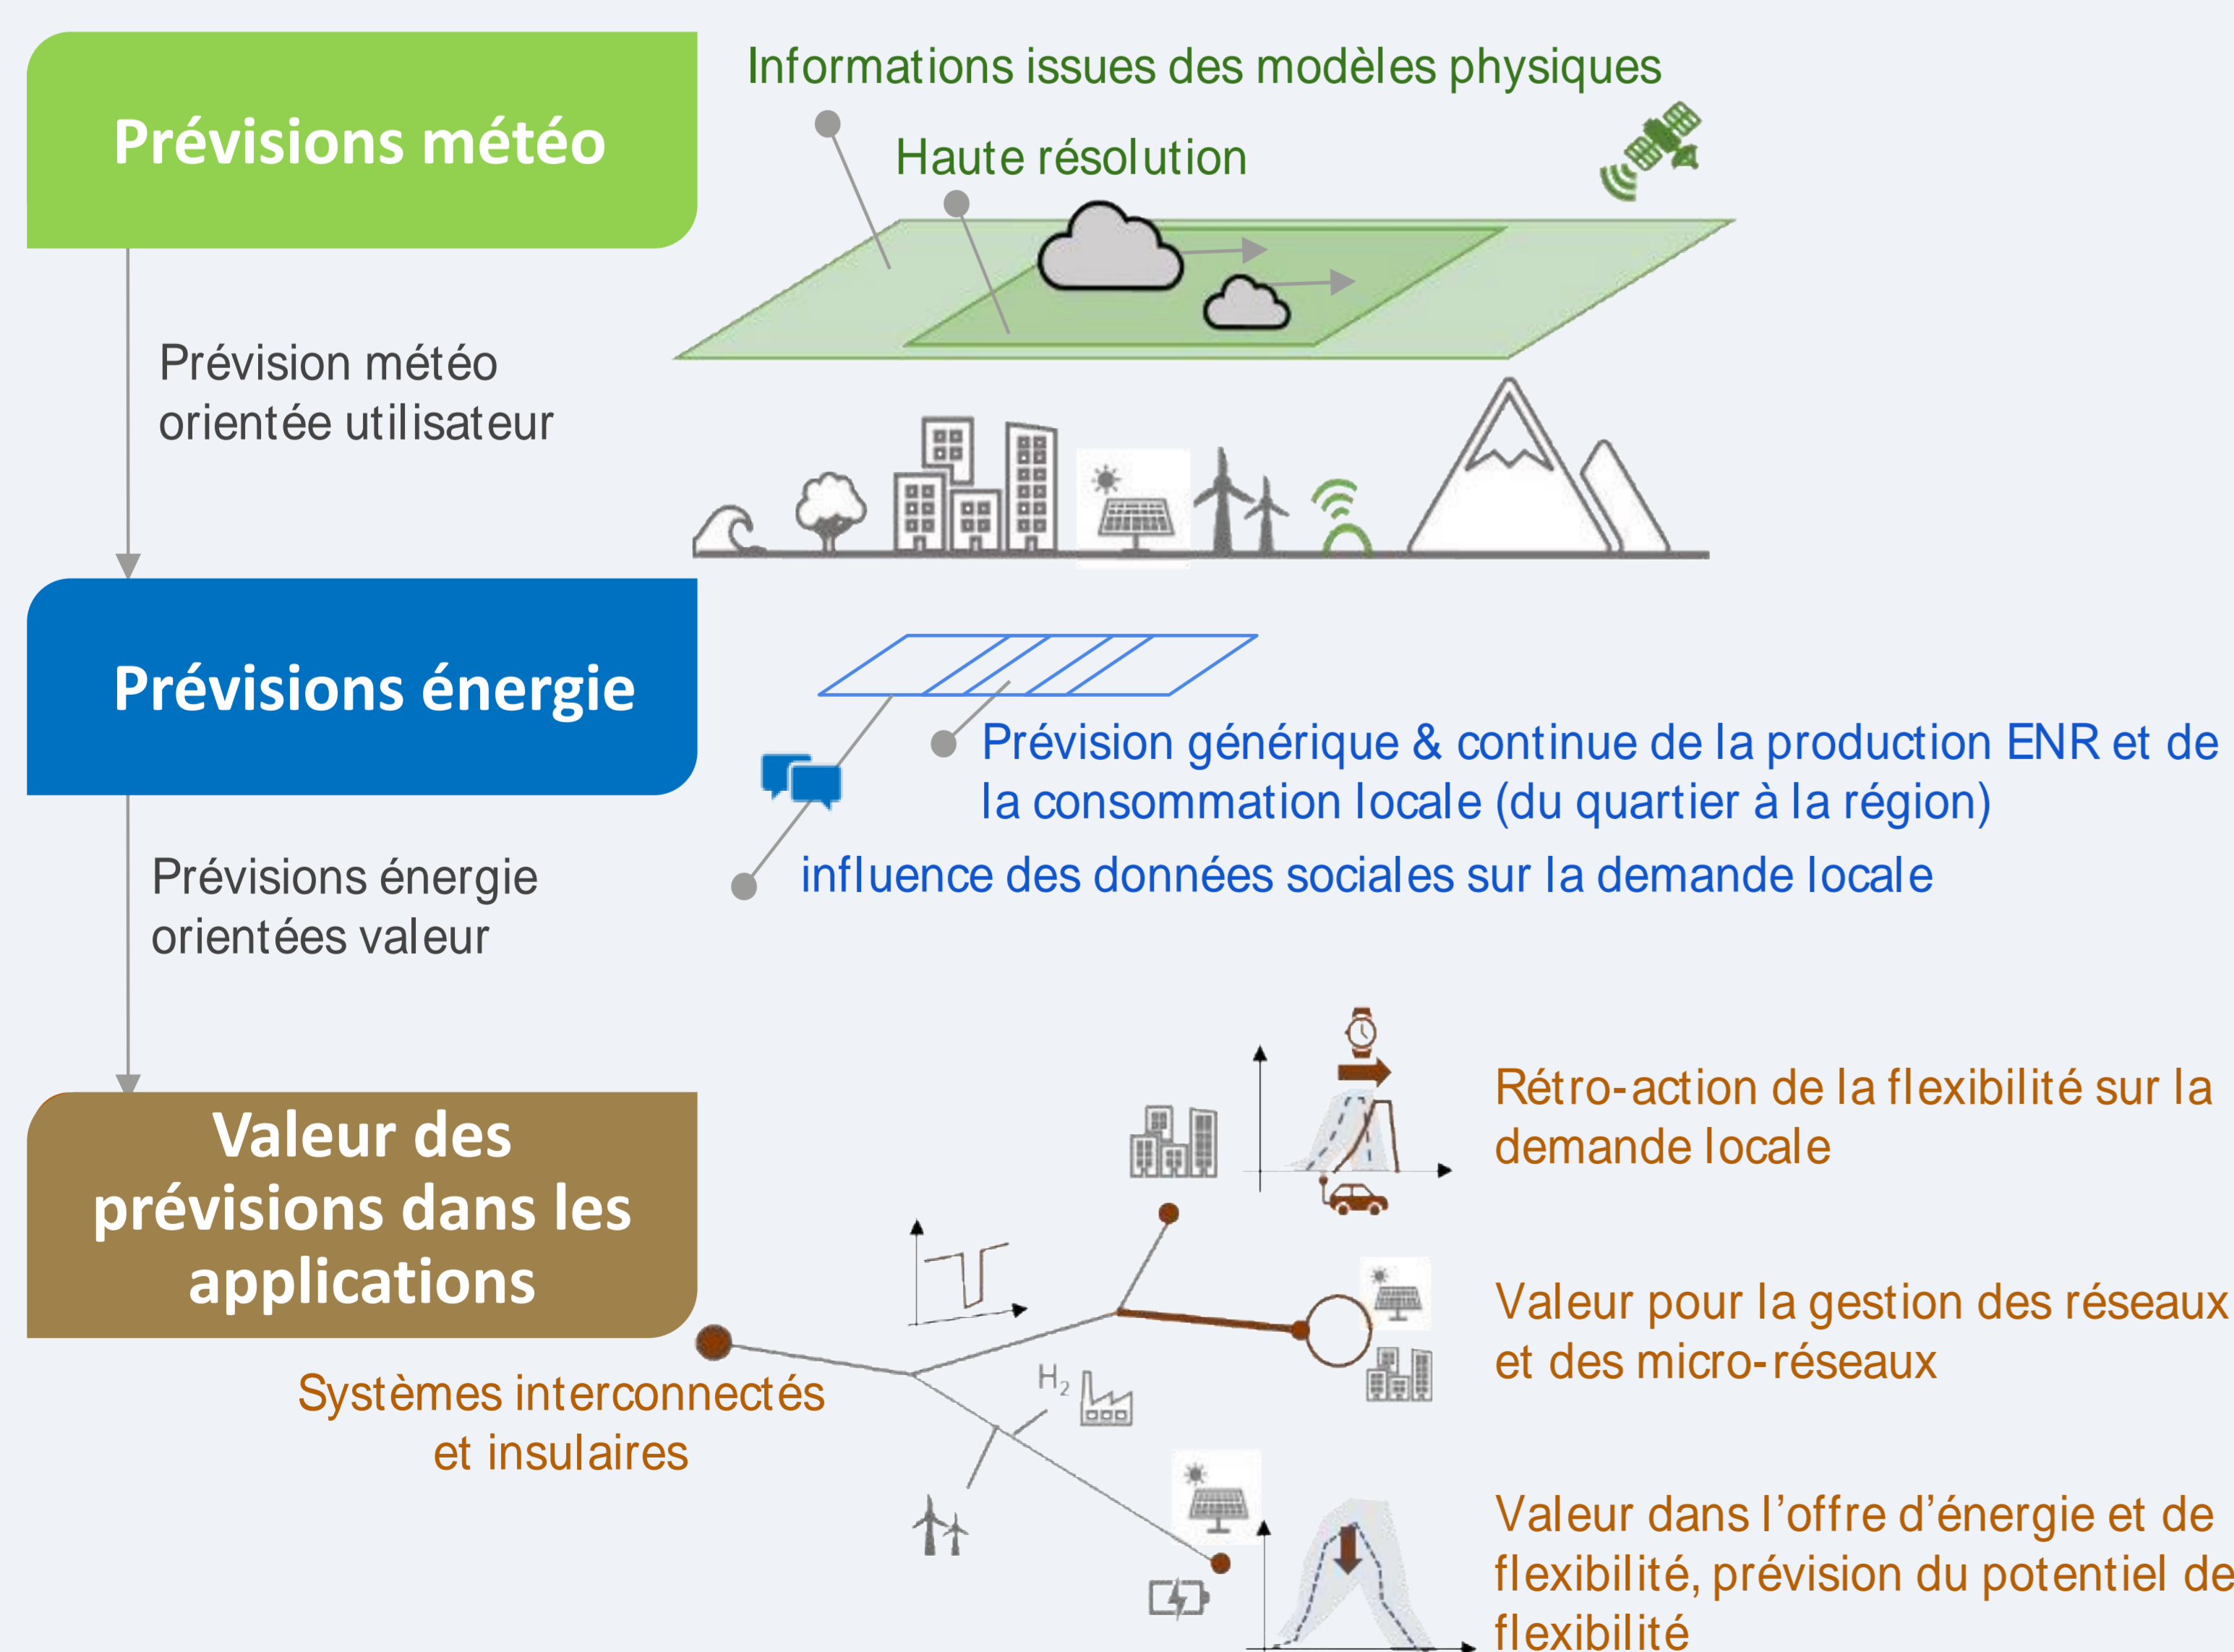 Prévisions météo
Informations issues des modèles physiques
Haute résolution
Prévision météo
orientée utilisateur
Prévisions énergie
Prévision générique & continue de la production ENR et de
la consommation locale (du quartier à la région)
influence des données sociales sur la demande locale
Prévisions énergie
orientées valeur
Valeur des
prévisions dans les
applications
Systèmes interconnectés
et insulaires
H₂
Rétro-action de la flexibilité sur la
demande locale
Valeur pour la gestion des réseaux
et des micro-réseaux
Valeur dans l’offre d’énergie et de
flexibilité, prévision du potentiel de
flexibilité